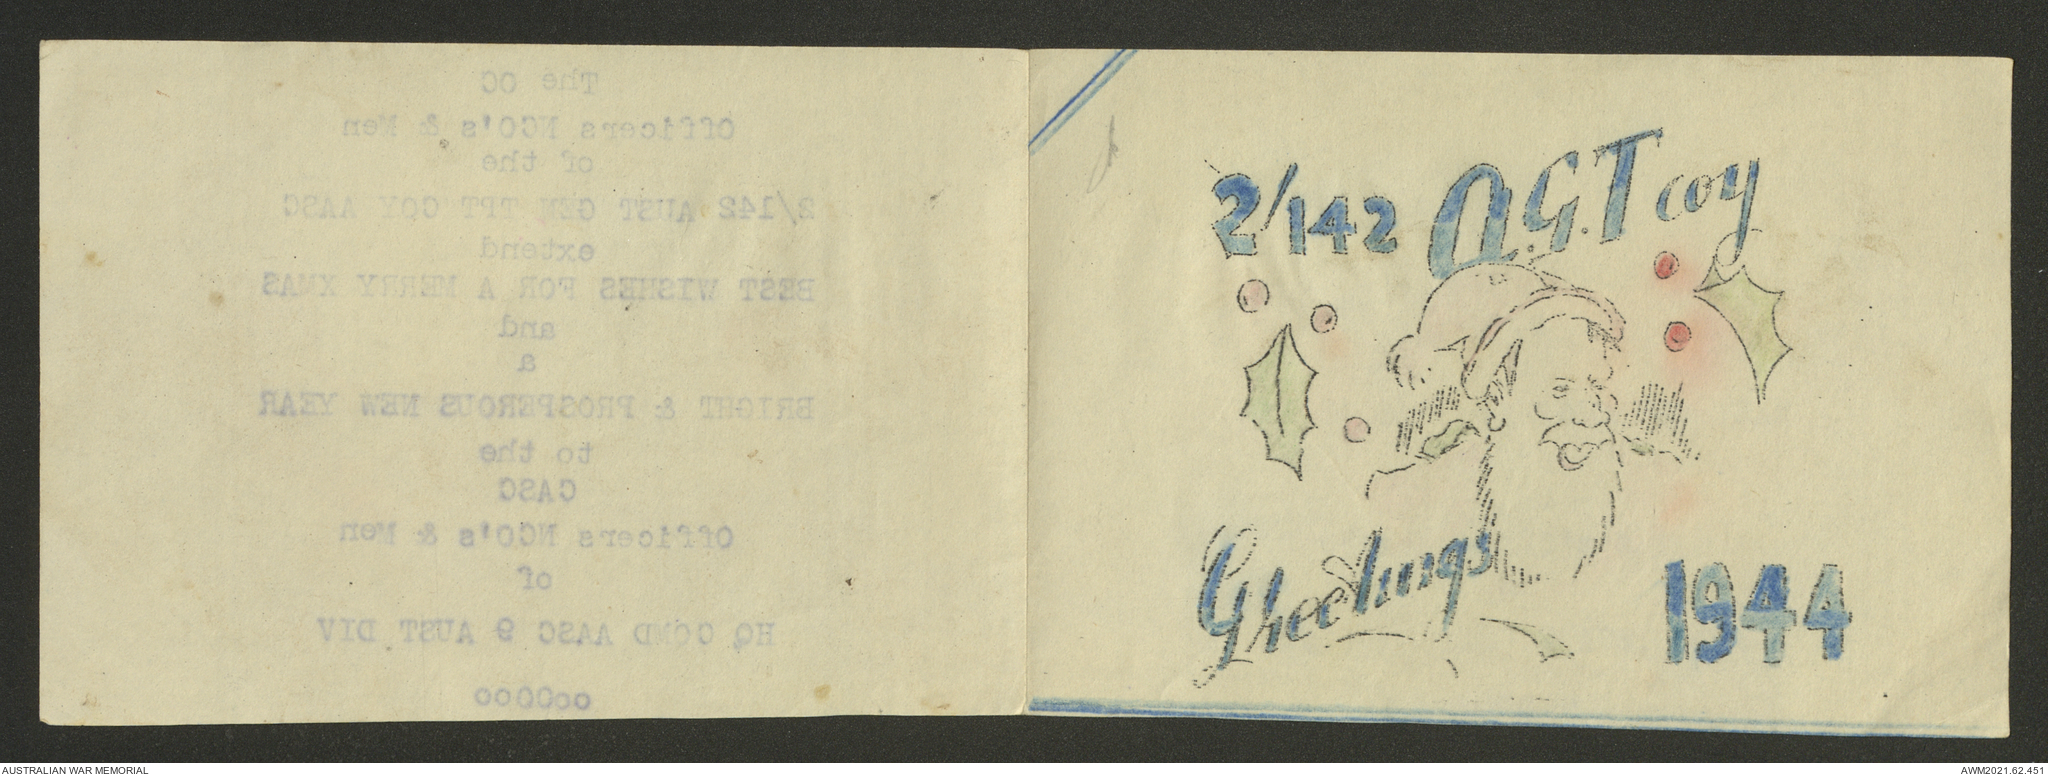 The OC
Officers NCO's & Men
of the
2/142 AUST GEN TPT COY AASC
extend
BEST WISHES FOR A MERRY XMAS
and
a
BRIGHT & PROSPEROUS NEW YEAR
to the
CASC
Officers NCO's & Men
of
HQ COMD AASC 9 AUST DIV
ooOOoo
2/142 A.G.T coy
Greetings
1944
AUSTRALIAN WAR MEMORIAL
AWM2021.62.451